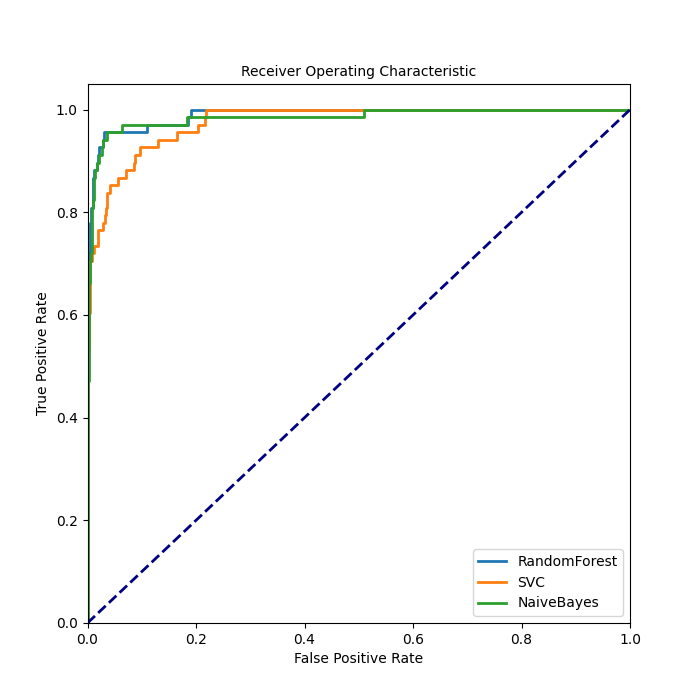 Receiver Operating Characteristic
1.0
0.8
0.6
0.4
0.2
0.0
True Positive Rate
0.0 0.2 0.4 0.6 0.8 1.0
False Positive Rate
RandomForest
SVC
NaiveBayes